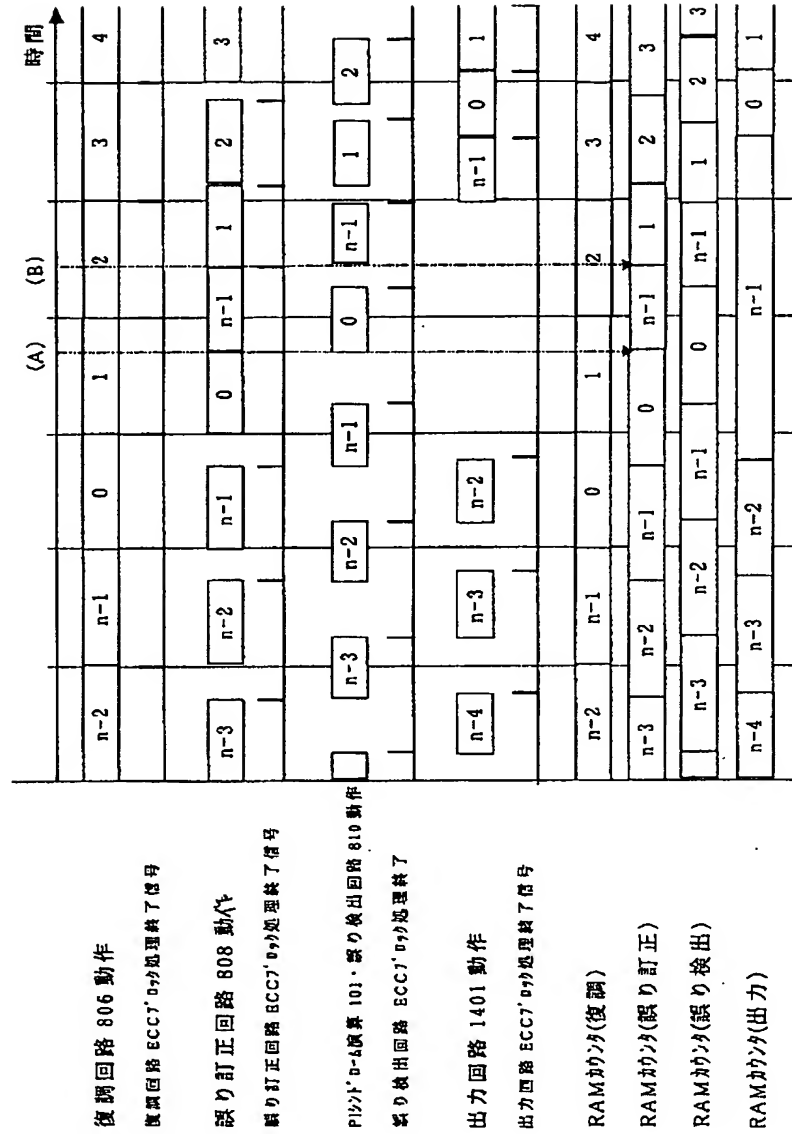 (A) (B) 時間
復調回路 806 動作 n-2 n-1 0 1 2 3 4
復調回路 ECCブロック処理終了信号
誤り訂正回路 808 動作 n-3 n-2 n-1 0 n-1 1 2 3
誤り訂正回路 ECCブロック処理終了信号
PIシンドローム演算 101・誤り検出回路 810 動作 n-3 n-2 n-1 0 n-1 1 2
誤り検出回路 ECCブロック処理終了
出力回路 1401 動作 n-4 n-3 n-2 n-1 0 1
出力回路 ECCブロック処理終了信号
RAMカウンタ(復調) n-2 n-1 0 1 2 3 4
RAMカウンタ(誤り訂正) n-3 n-2 n-1 0 n-1 1 2 3
RAMカウンタ(誤り検出) n-3 n-2 n-1 0 n-1 1 2 3
RAMカウンタ(出力) n-4 n-3 n-2 n-1 0 1